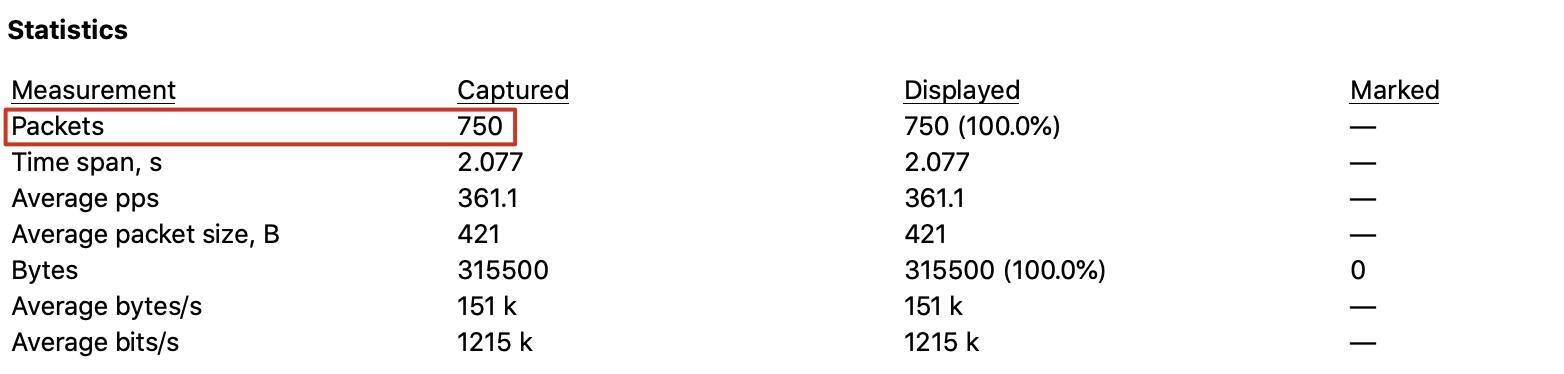 Statistics
Measurement Captured Displayed Marked
Packets 750 750 (100.0%) —
Time span, s 2.077 2.077 —
Average pps 361.1 361.1 —
Average packet size, B 421 421 —
Bytes 315500 315500 (100.0%) 0
Average bytes/s 151 k 151 k —
Average bits/s 1215 k 1215 k —